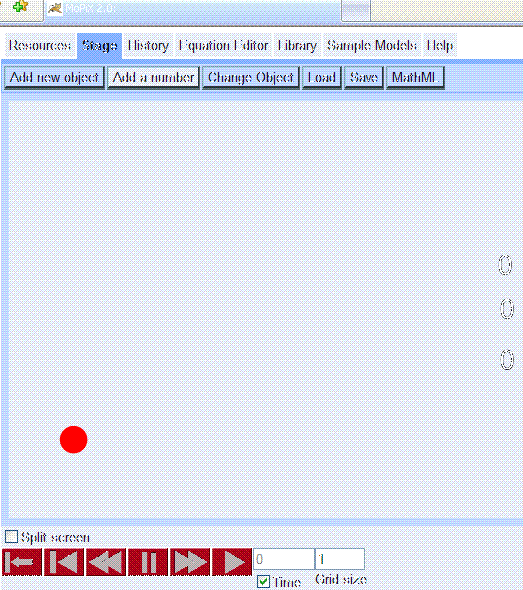 MoPiX 2.0:
Resources Stage History Equation Editor Library Sample Models Help
Add new object Add a number Change Object Load Save MathML
0
0
0
Split screen
0 1
Time Grid size